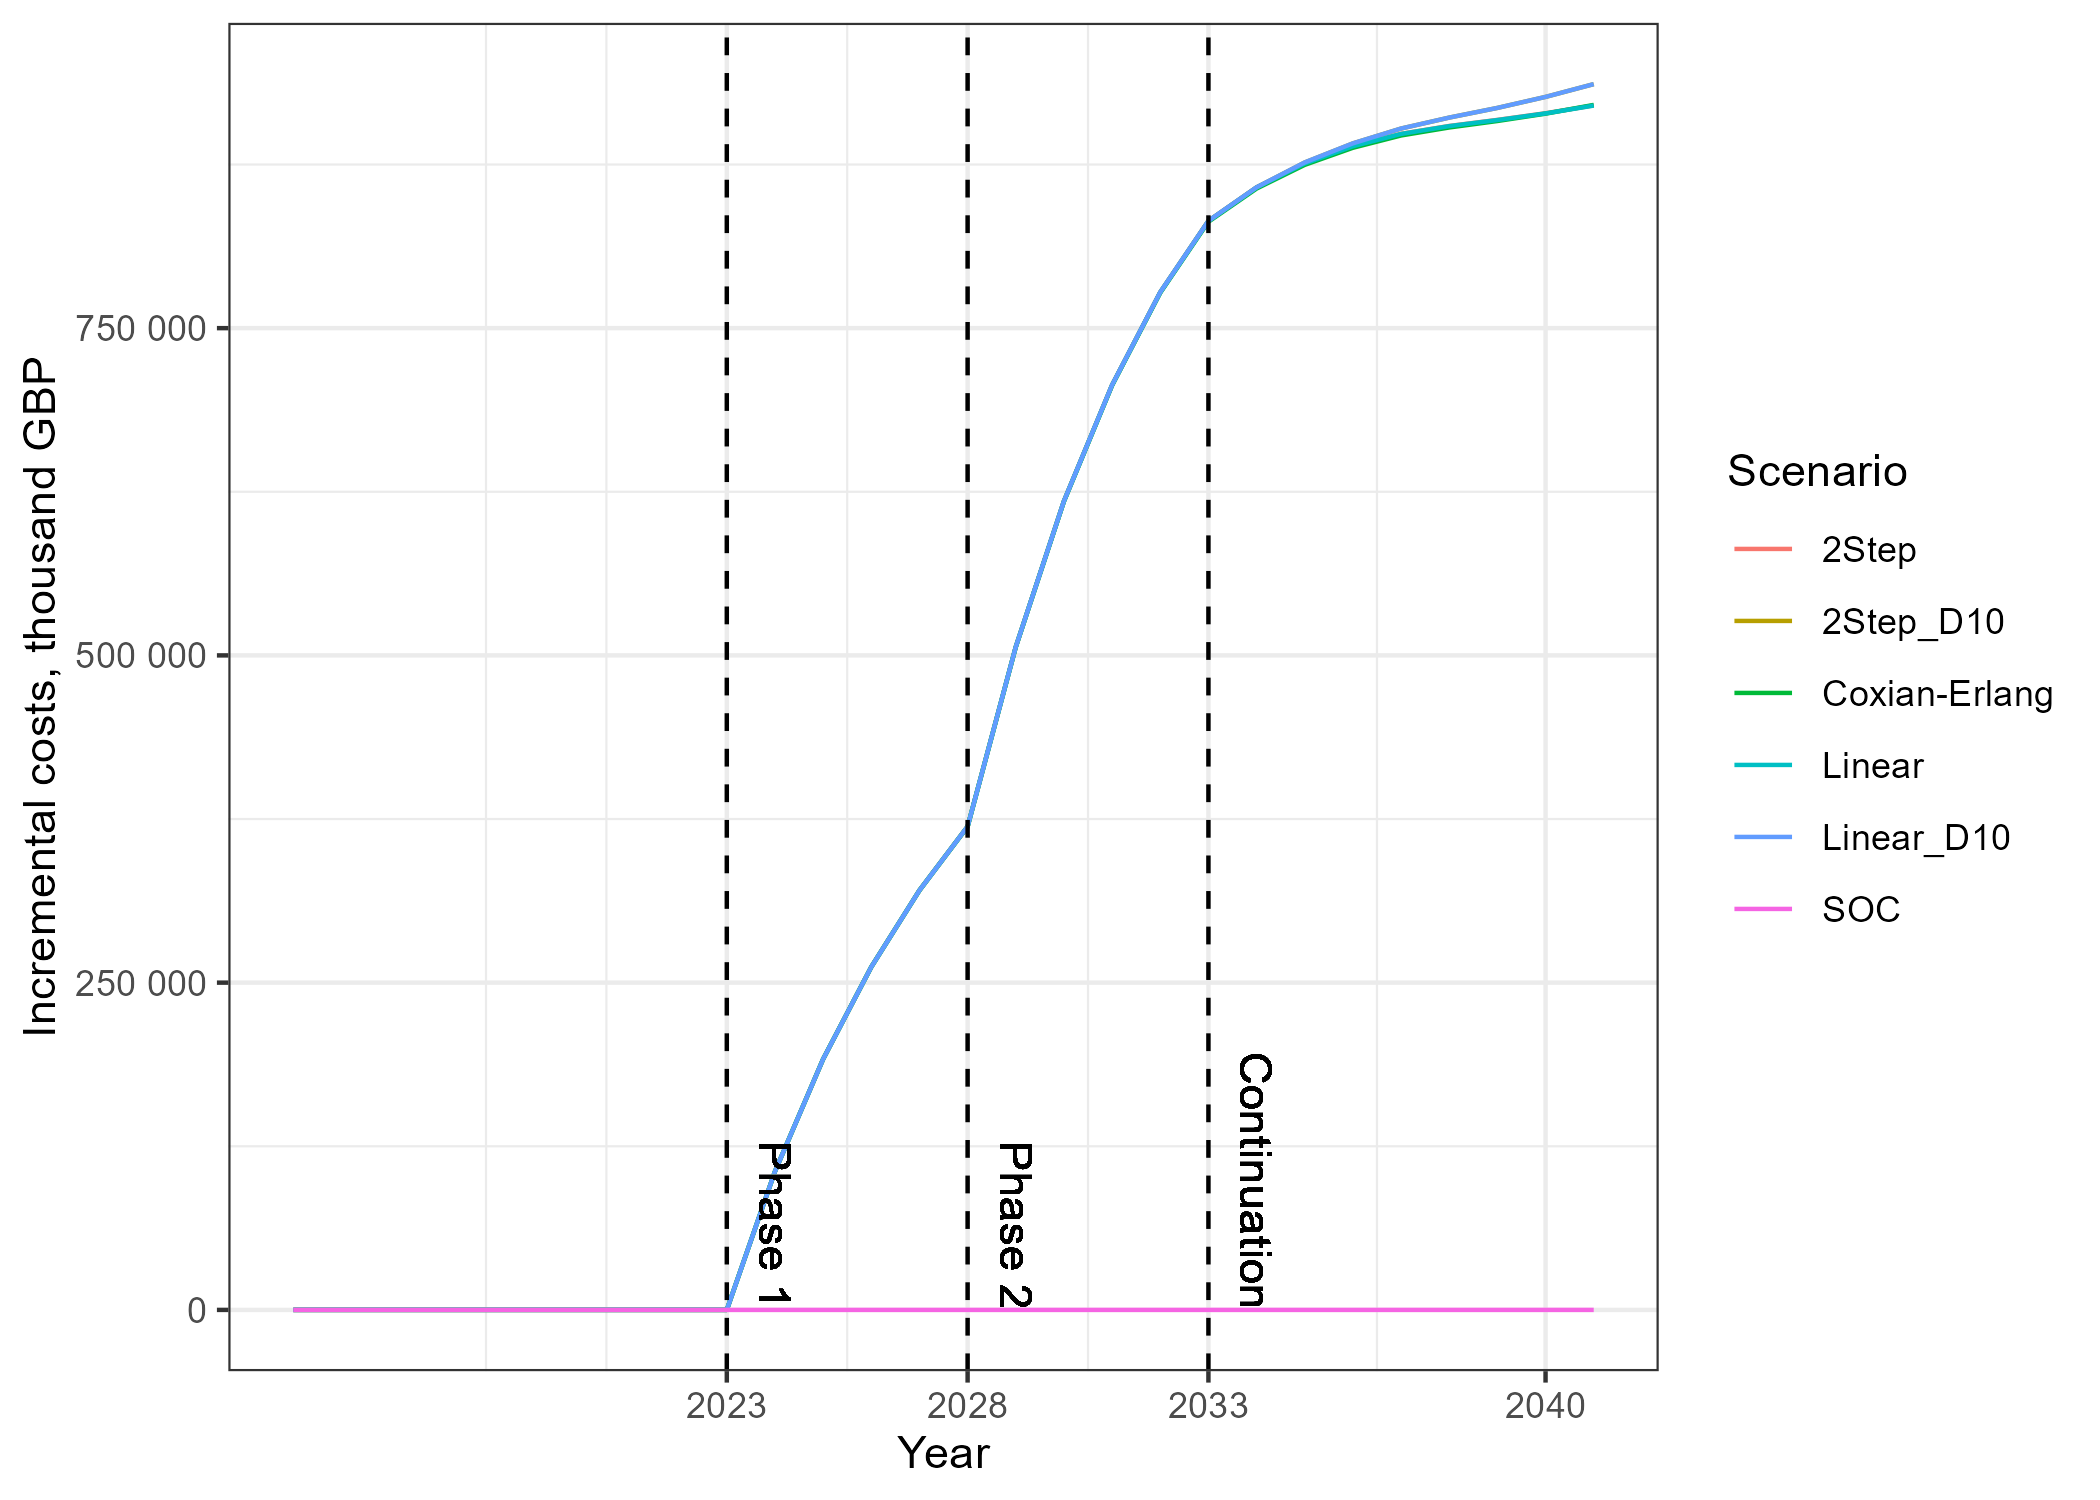 Incremental costs, thousand GBP
750 000
500 000
250 000
0
Phase 1
Phase 2
Continuation
2023
2028
2033
2040
Year
Scenario
2Step
2Step_D10
Coxian-Erlang
Linear
Linear_D10
SOC